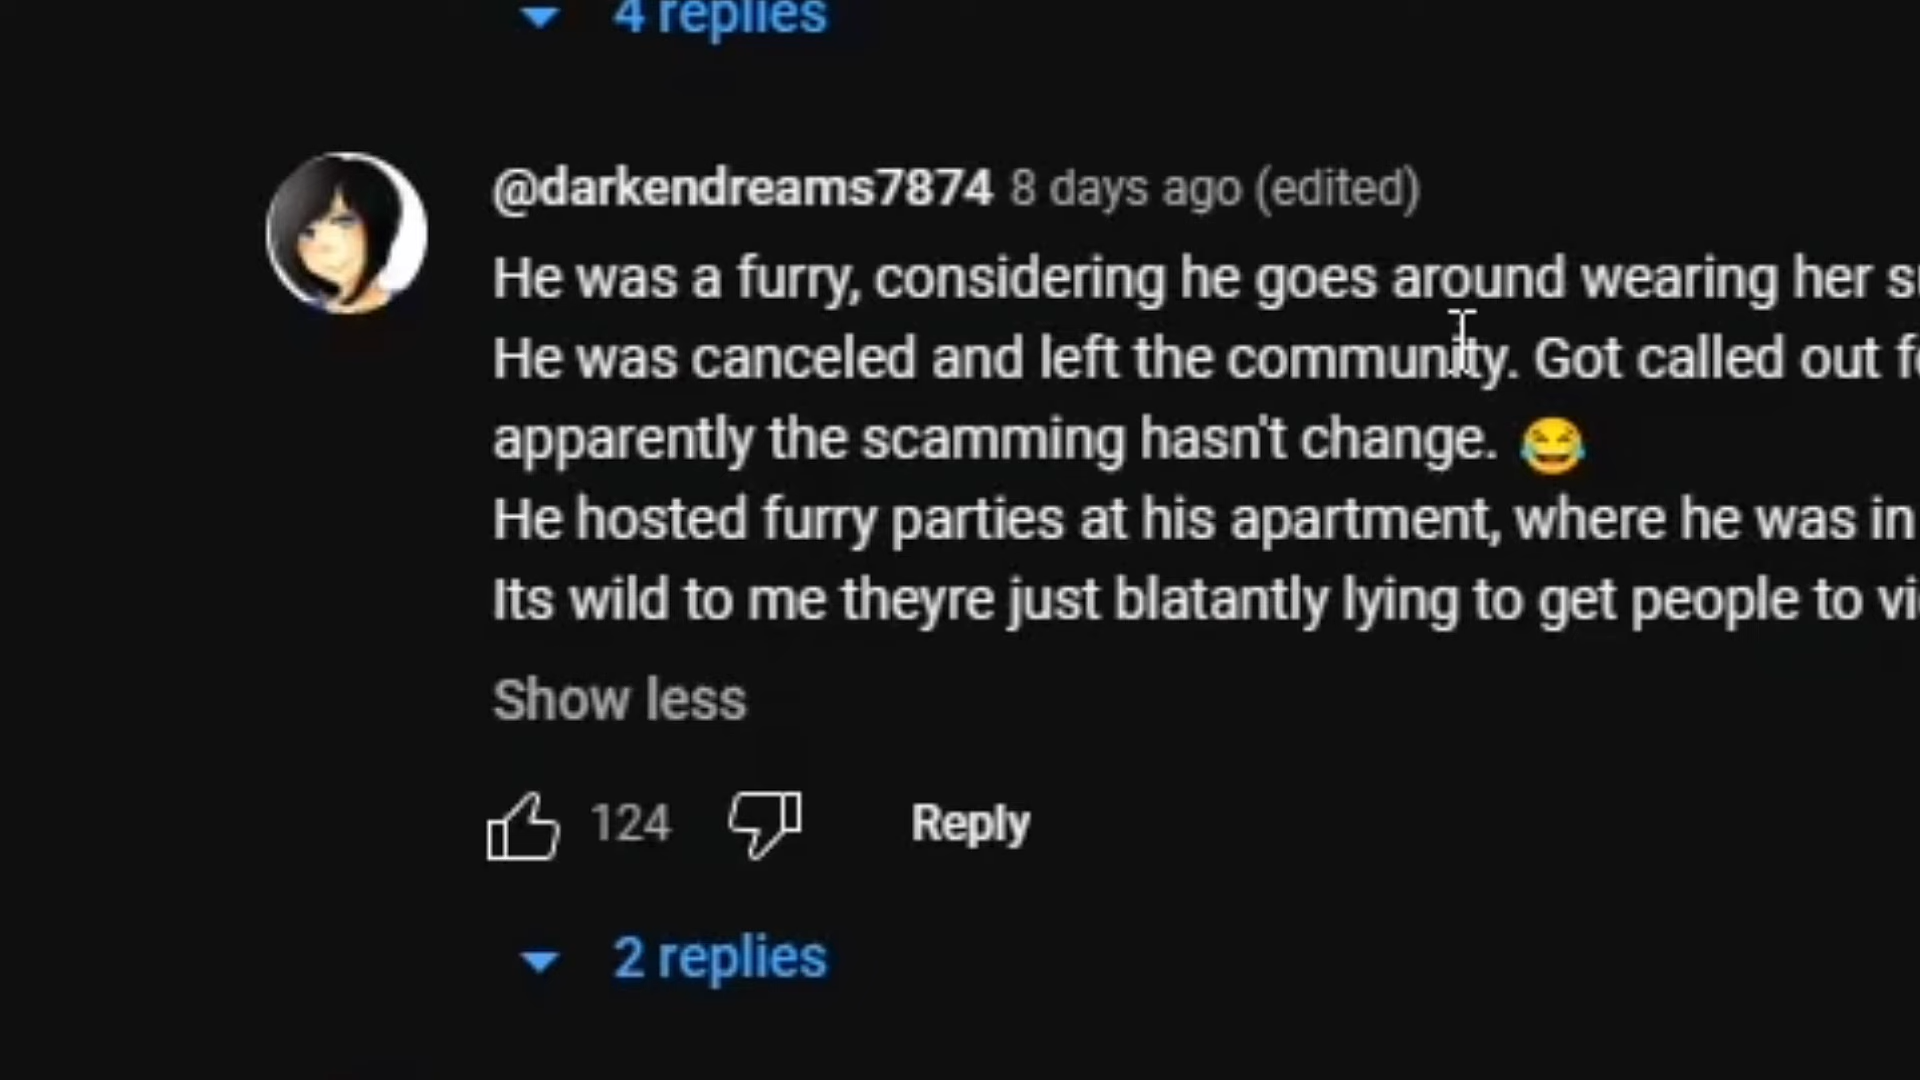 4 replies
@darkendreams7874 8 days ago (edited)
He was a furry, considering he goes around wearing her
He was canceled and left the community. Got called out
apparently the scamming hasn't change. 😂
He hosted furry parties at his apartment, where he was in
Its wild to me theyre just blatantly lying to get people to
Show less
124 Reply
2 replies